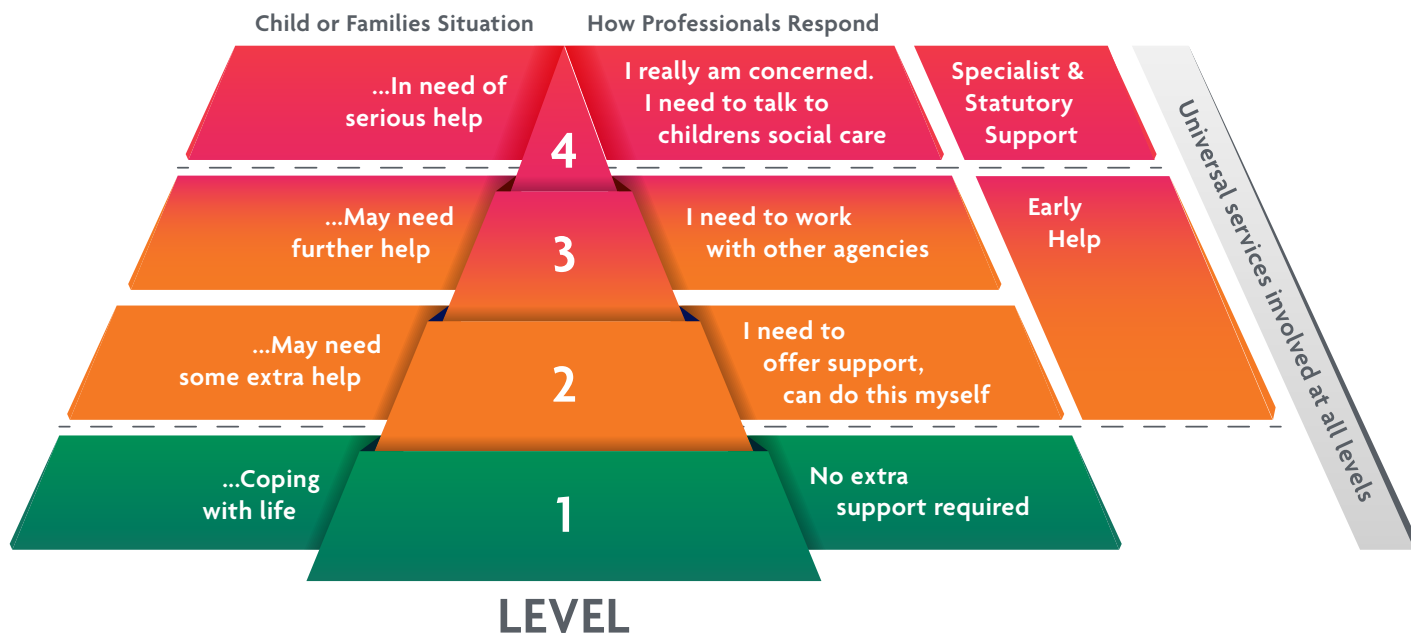 Child or Families Situation
How Professionals Respond
...In need of
serious help
4
I really am concerned.
I need to talk to
childrens social care
Specialist &
Statutory
Support
...May need
further help
3
I need to work
with other agencies
Early
Help
...May need
some extra help
2
I need to
offer support,
can do this myself
...Coping
with life
1
No extra
support required
Universal services involved at all levels
LEVEL